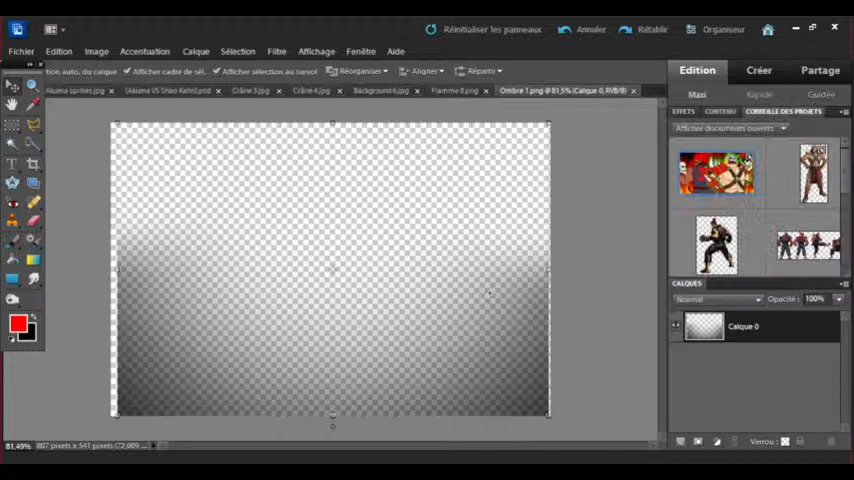 Réinitialiser les panneaux Annuler Rétablir Organiseur
Fichier Edition Image Accentuation Calque Sélection Filtre Affichage Fenêtre Aide
Edition Créer Partage
tion auto. du calque Afficher cadre de sél. Afficher sélection au survol Réorganiser Aligner Répartir
Akuma sprites.jpg (Akuma VS Shao Kahn).psd Crâne 3.jpg Crâne 4.jpg Background 6.jpg Flamme 8.png Ombre 1.png @ 81,5% (Calque 0, RVB/8)
Maxi Rapide Guidée
EFFETS CONTENU CORBEILLE DES PROJETS
Afficher documents ouverts
CALQUES
Normal Opacité : 100%
Calque 0
81,49% 807 pixels x 541 pixels (72,009 ...
Verrou :